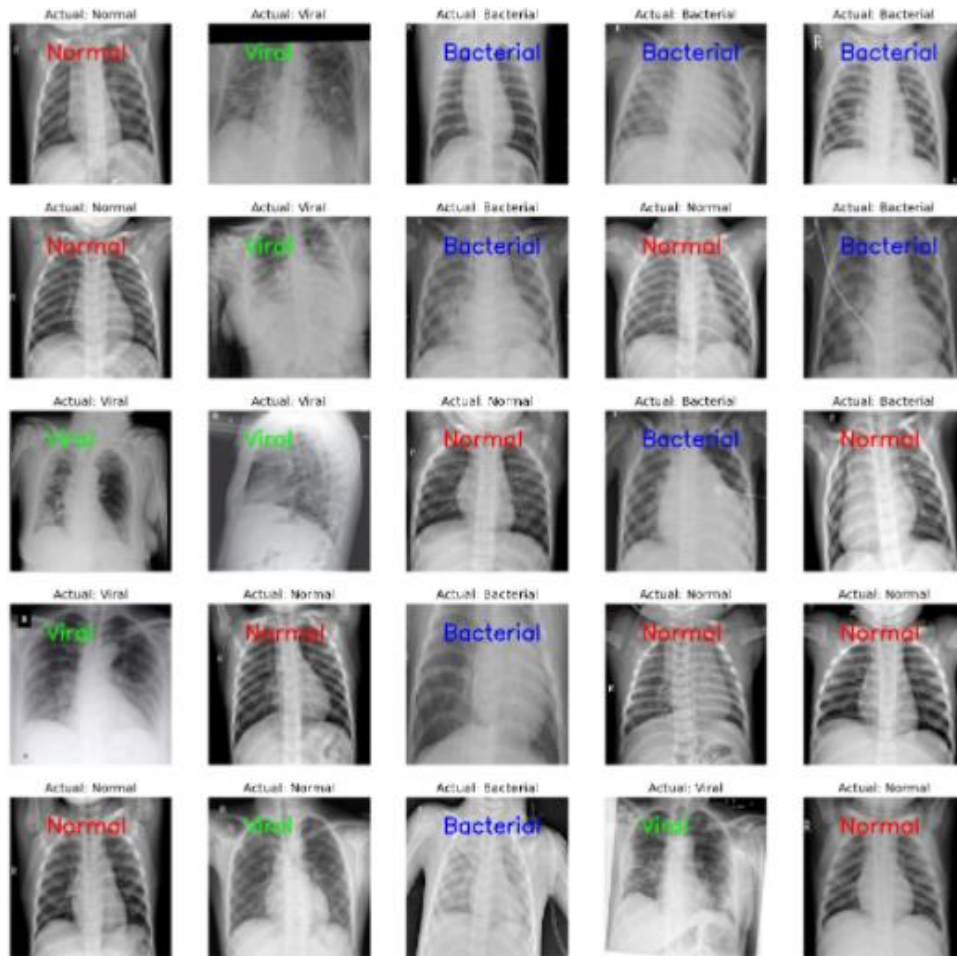 Actual: Normal Actual: Viral Actual: Bacterial Actual: Bacterial Actual: Bacterial
Normal Viral Bacterial Bacterial Bacterial
Actual: Normal Actual: Viral Actual: Bacterial Actual: Normal Actual: Bacterial
Normal Viral Bacterial Normal Bacterial
Actual: Viral Actual: Viral Actual: Normal Actual: Bacterial Actual: Bacterial
Viral Viral Normal Bacterial Normal
Actual: Viral Actual: Normal Actual: Bacterial Actual: Normal Actual: Normal
Viral Normal Bacterial Normal Normal
Actual: Normal Actual: Normal Actual: Bacterial Actual: Viral Actual: Normal
Normal Viral Bacterial Viral Normal